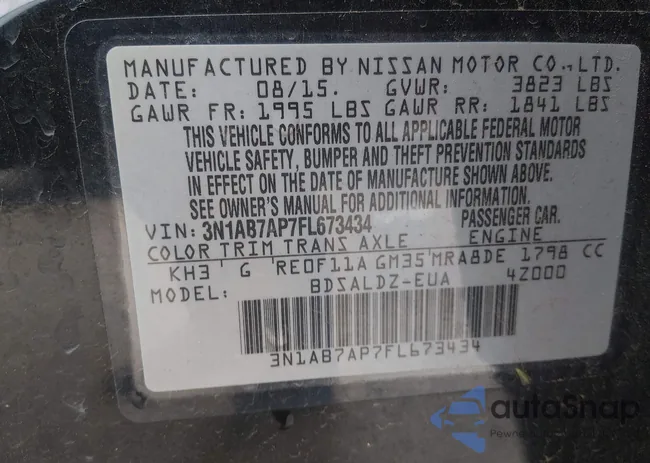 MANUFACTURED BY NISSAN MOTOR CO., LTD.
DATE: 08/15. GVWR: 3823 LBS
GAWR FR: 1995 LBS GAWR RR: 1841 LBS
THIS VEHICLE CONFORMS TO ALL APPLICABLE FEDERAL MOTOR
VEHICLE SAFETY, BUMPER AND THEFT PREVENTION STANDARDS
IN EFFECT ON THE DATE OF MANUFACTURE SHOWN ABOVE.
SEE OWNER'S MANUAL FOR ADDITIONAL INFORMATION.
VIN: 3N1AB7AP7FL673434 PASSENGER CAR.
COLOR TRIM TRANS AXLE ENGINE
KH3 G RE0F11A GM35 MRA8DE 1798 CC
MODEL: BDSALDZ-EUA 4Z000
3N1AB7AP7FL673434
autoSnap